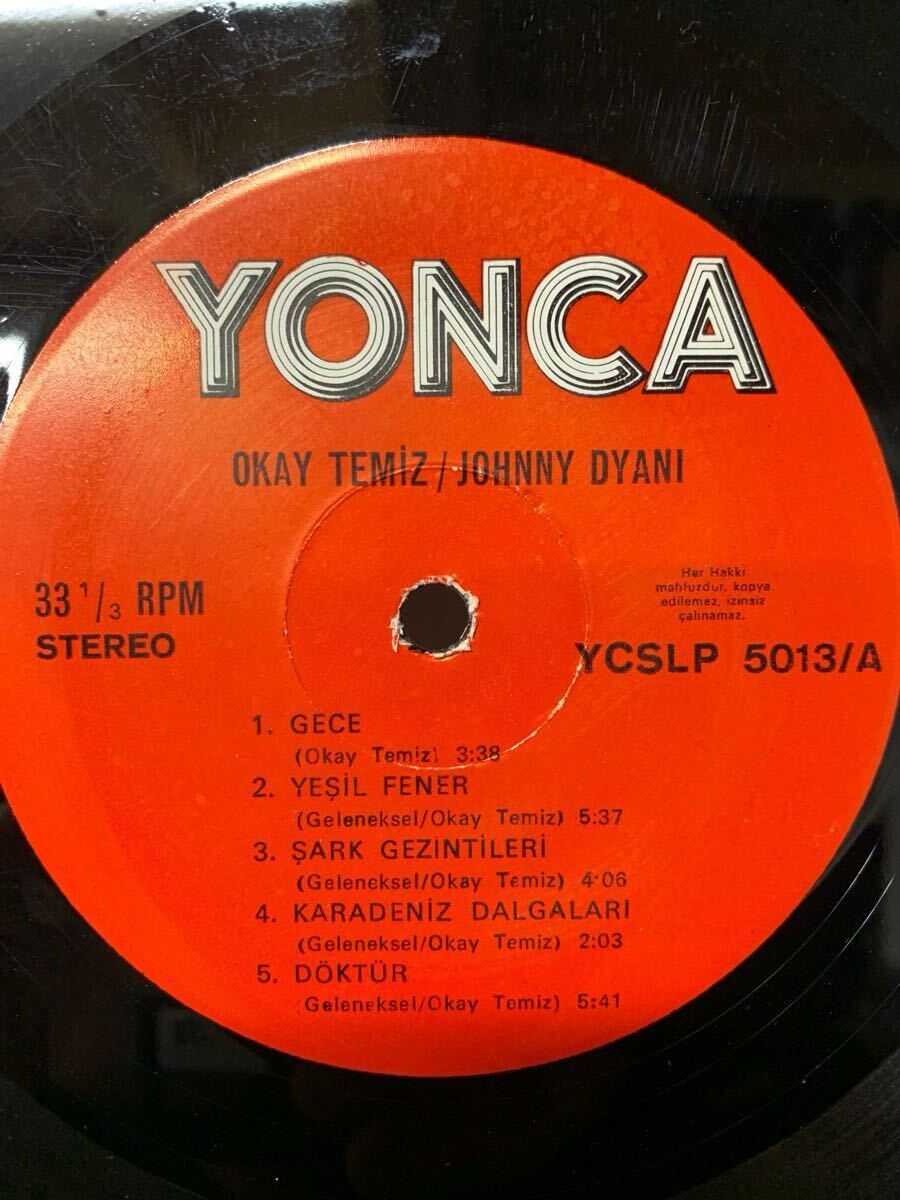 YONCA
OKAY TEMİZ / JOHNNY DYANI
33 1/3 RPM
STEREO
Her Hakkı
mahfuzdur. kopya
edilemez, izinsiz
çalınamaz.
YCSLP 5013/A
1. GECE
(Okay Temiz) 3:38
2. YEŞİL FENER
(Geleneksel/Okay Temiz) 5:37
3. ŞARK GEZİNTİLERİ
(Geleneksel/Okay Temiz) 4:06
4. KARADENİZ DALGALARI
(Geleneksel/Okay Temiz) 2:03
5. DÖKTÜR
(Geleneksel/Okay Temiz) 5:41